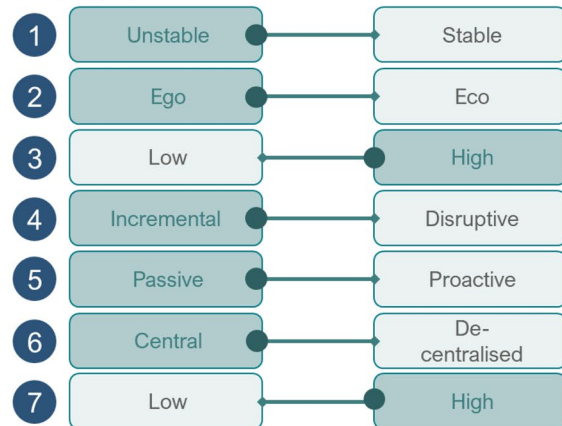 1 Unstable Stable
2 Ego Eco
3 Low High
4 Incremental Disruptive
5 Passive Proactive
6 Central De-
centralised
7 Low High